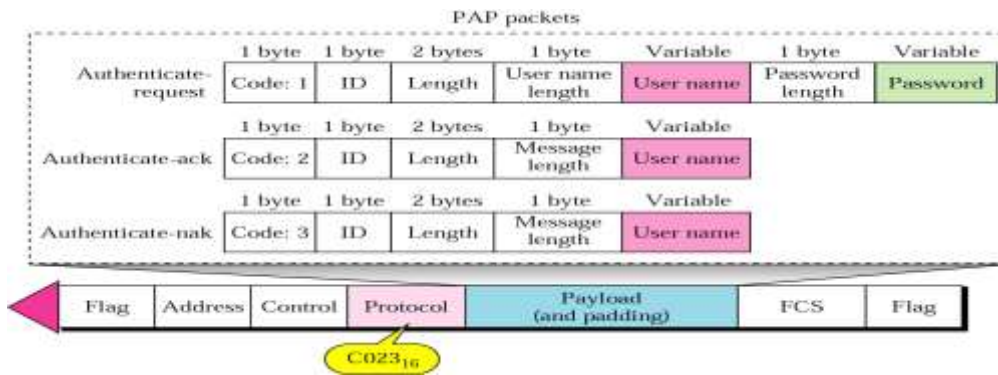 PAP packets
1 byte 1 byte 2 bytes 1 byte Variable 1 byte Variable
Authenticate-request Code: 1 ID Length User name length User name Password length Password
1 byte 1 byte 2 bytes 1 byte Variable
Authenticate-ack Code: 2 ID Length Message length User name
1 byte 1 byte 2 bytes 1 byte Variable
Authenticate-nak Code: 3 ID Length Message length User name
Flag Address Control Protocol Payload (and padding) FCS Flag
C023₁₆